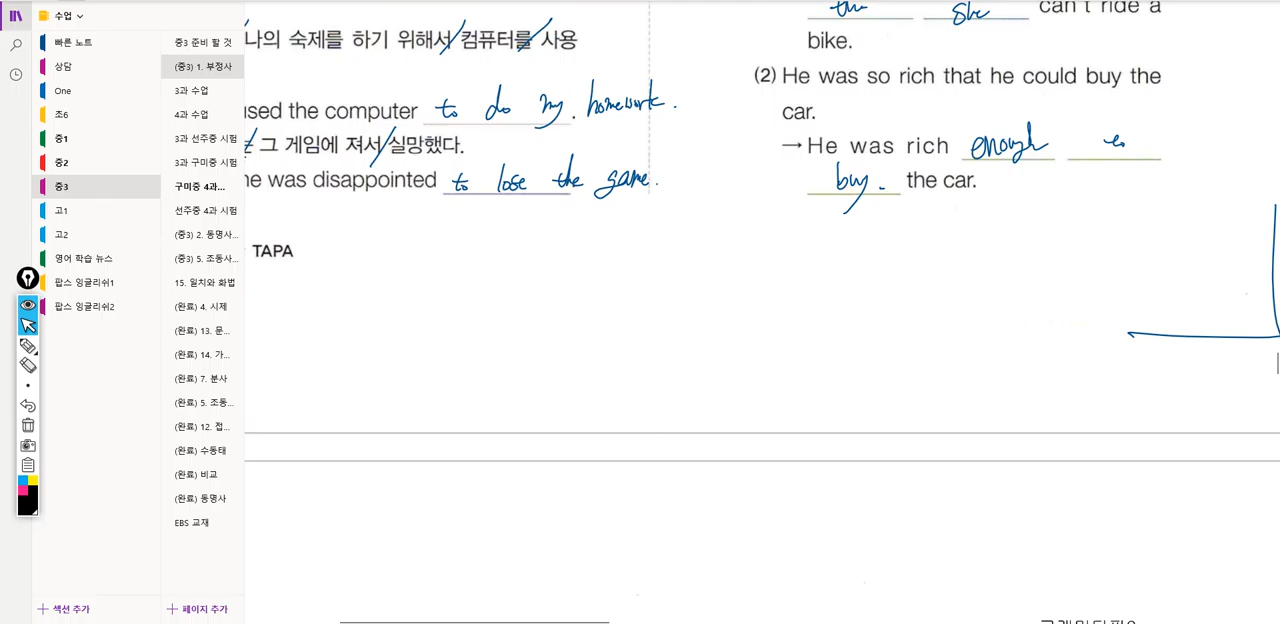 수업
빠른 노트
상담
One
초6
중1
중2
중3
고1
고2
영어 학습 뉴스
팝스 잉글리쉬1
팝스 잉글리쉬2
섹션 추가
중3 준비 할 것
(중3) 1. 부정사
3과 수업
4과 수업
3과 선주중 시험
3과 구미중 시험
구미중 4과...
선주중 4과 시험
(중3) 2. 동명사...
(중3) 5. 조동사...
15. 일치와 화법
(완료) 4. 시제
(완료) 13. 문...
(완료) 14. 가...
(완료) 7. 분사
(완료) 5. 조동...
(완료) 12. 접...
(완료) 수동태
(완료) 비교
(완료) 동명사
EBS 교재
페이지 추가
나의 숙제를 하기 위해서 컴퓨터를 사용
used the computer to do my homework.
그 게임에 져서 실망했다.
he was disappointed to lose the game.
TAPA
she can't ride a
bike.
(2) He was so rich that he could buy the
car.
→ He was rich enough to
buy. the car.